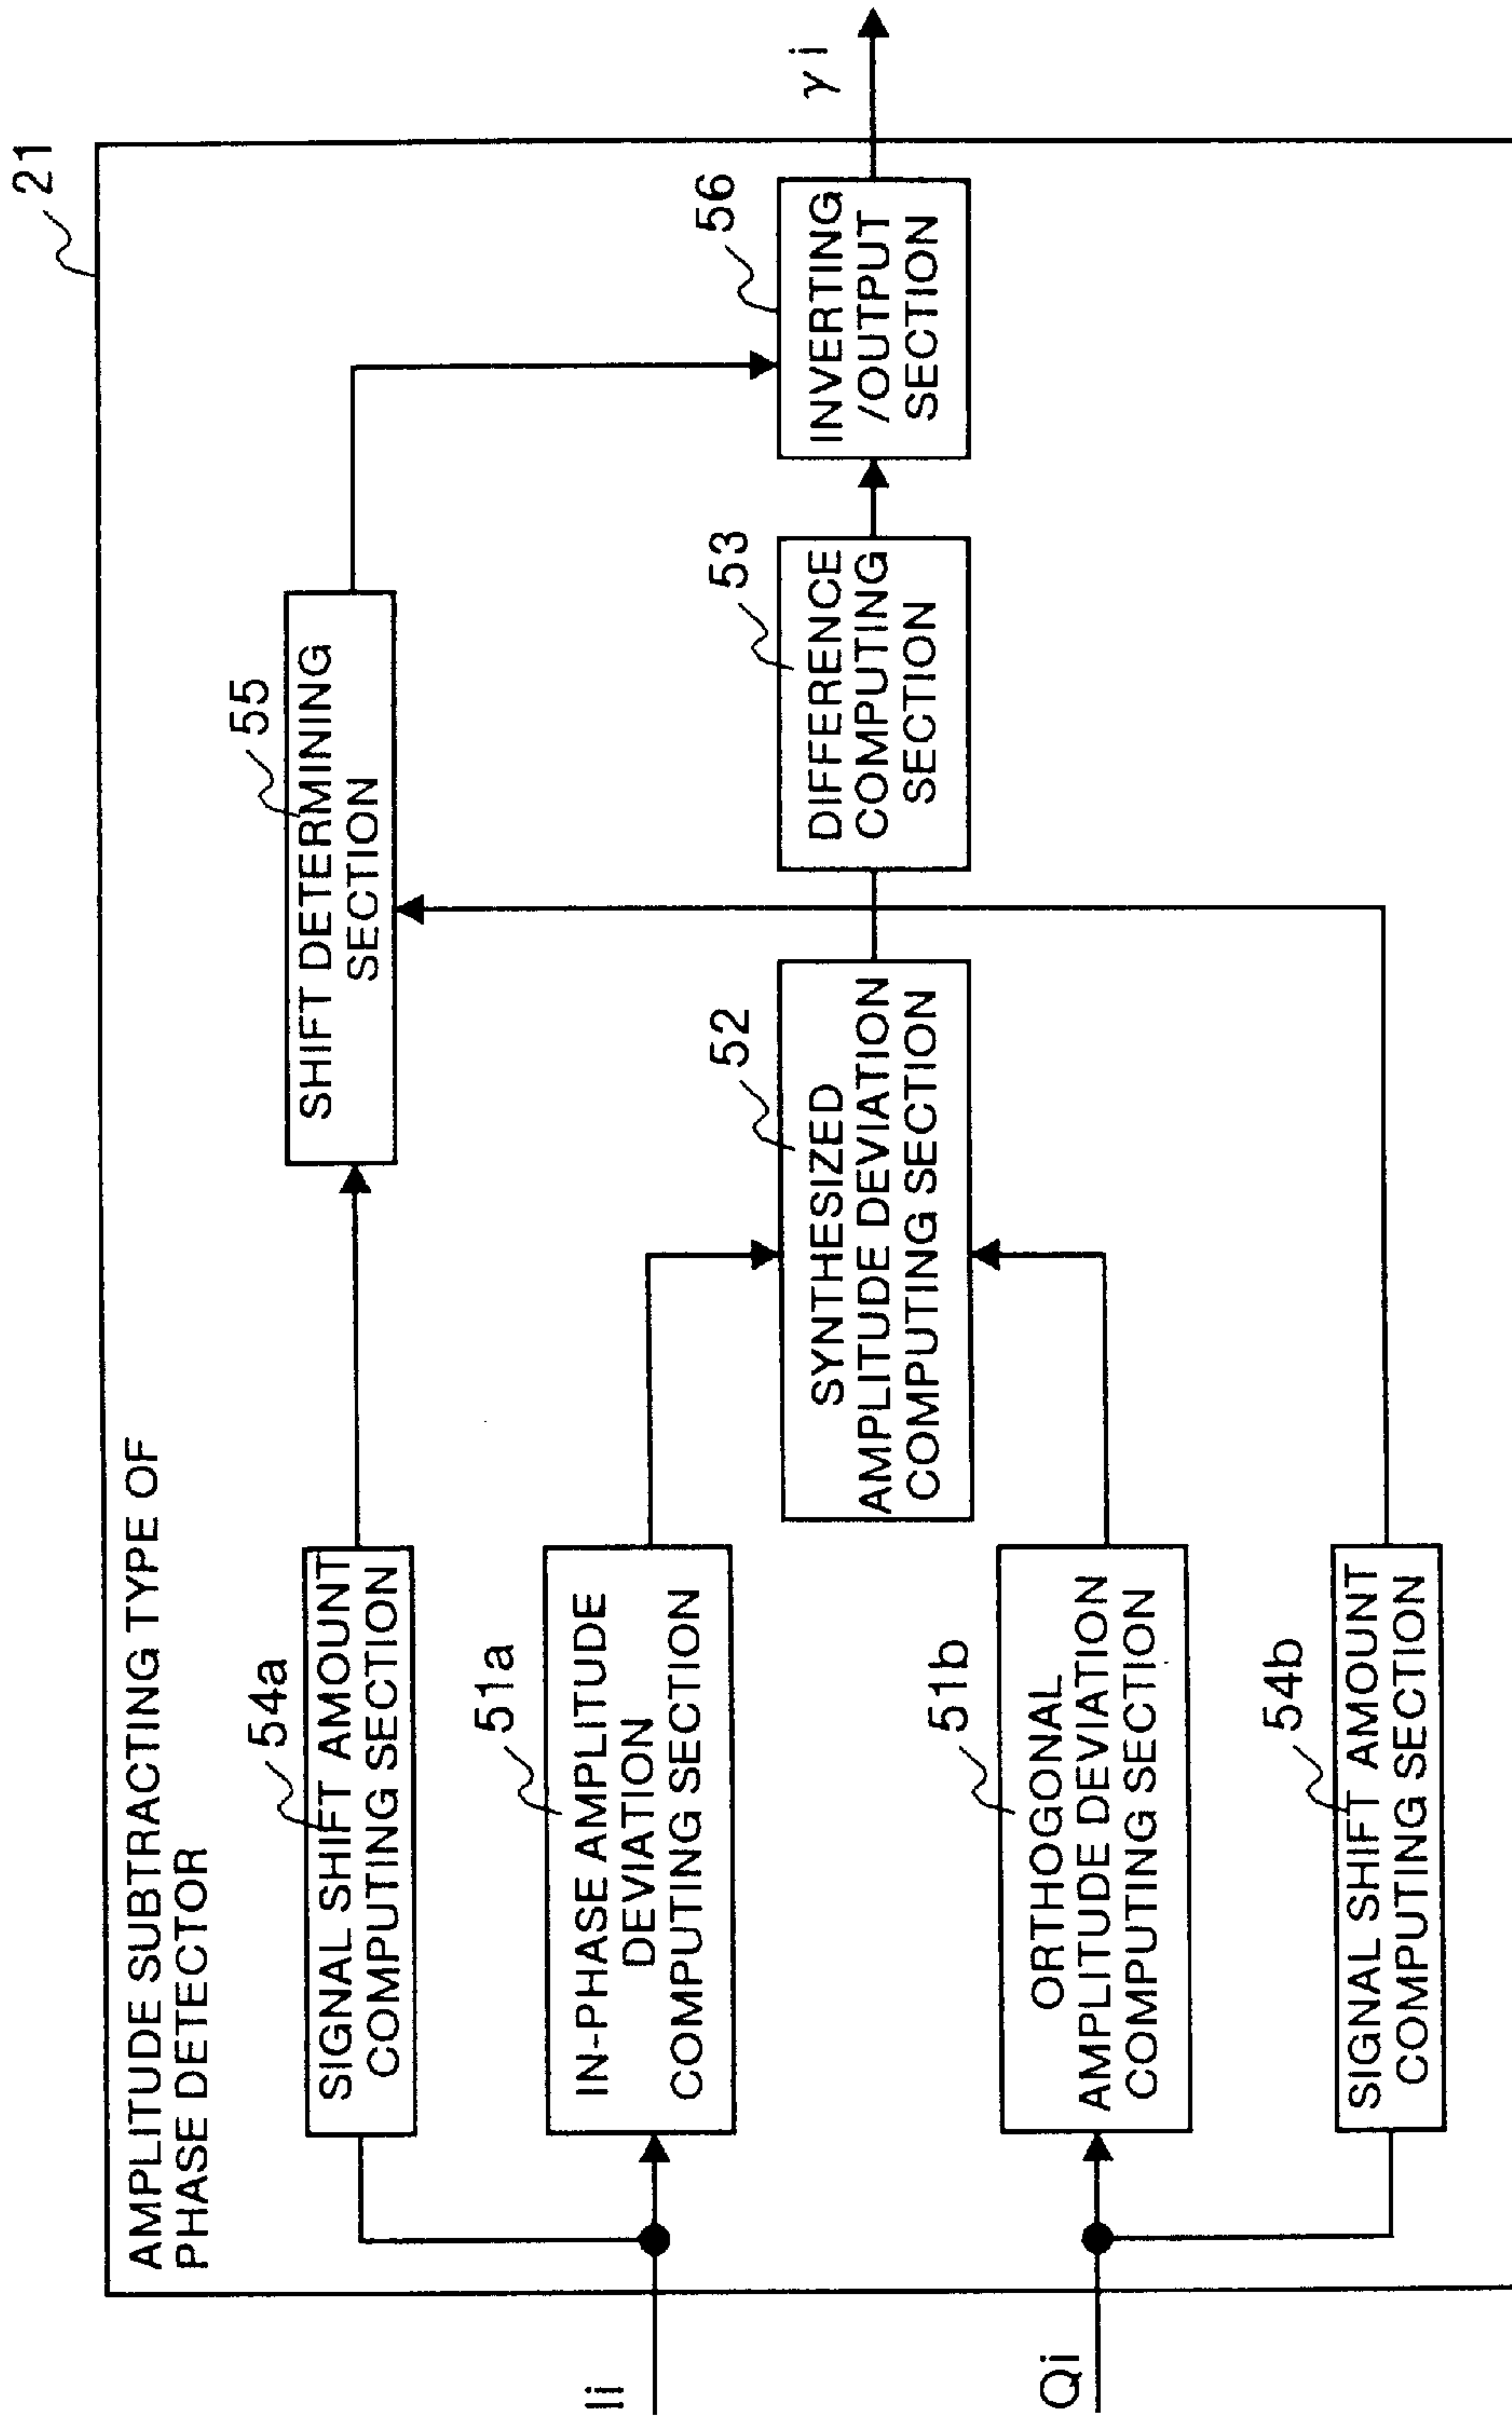 21
AMPLITUDE SUBTRACTING TYPE OF
PHASE DETECTOR
54a
SIGNAL SHIFT AMOUNT
COMPUTING SECTION
55
SHIFT DETERMINING
SECTION
Ii
51a
IN-PHASE AMPLITUDE
DEVIATION
COMPUTING SECTION
52
SYNTHESIZED
AMPLITUDE DEVIATION
COMPUTING SECTION
53
DIFFERENCE
COMPUTING
SECTION
56
INVERTING
/OUTPUT
SECTION
γi
Qi
51b
ORTHOGONAL
AMPLITUDE DEVIATION
COMPUTING SECTION
54b
SIGNAL SHIFT AMOUNT
COMPUTING SECTION